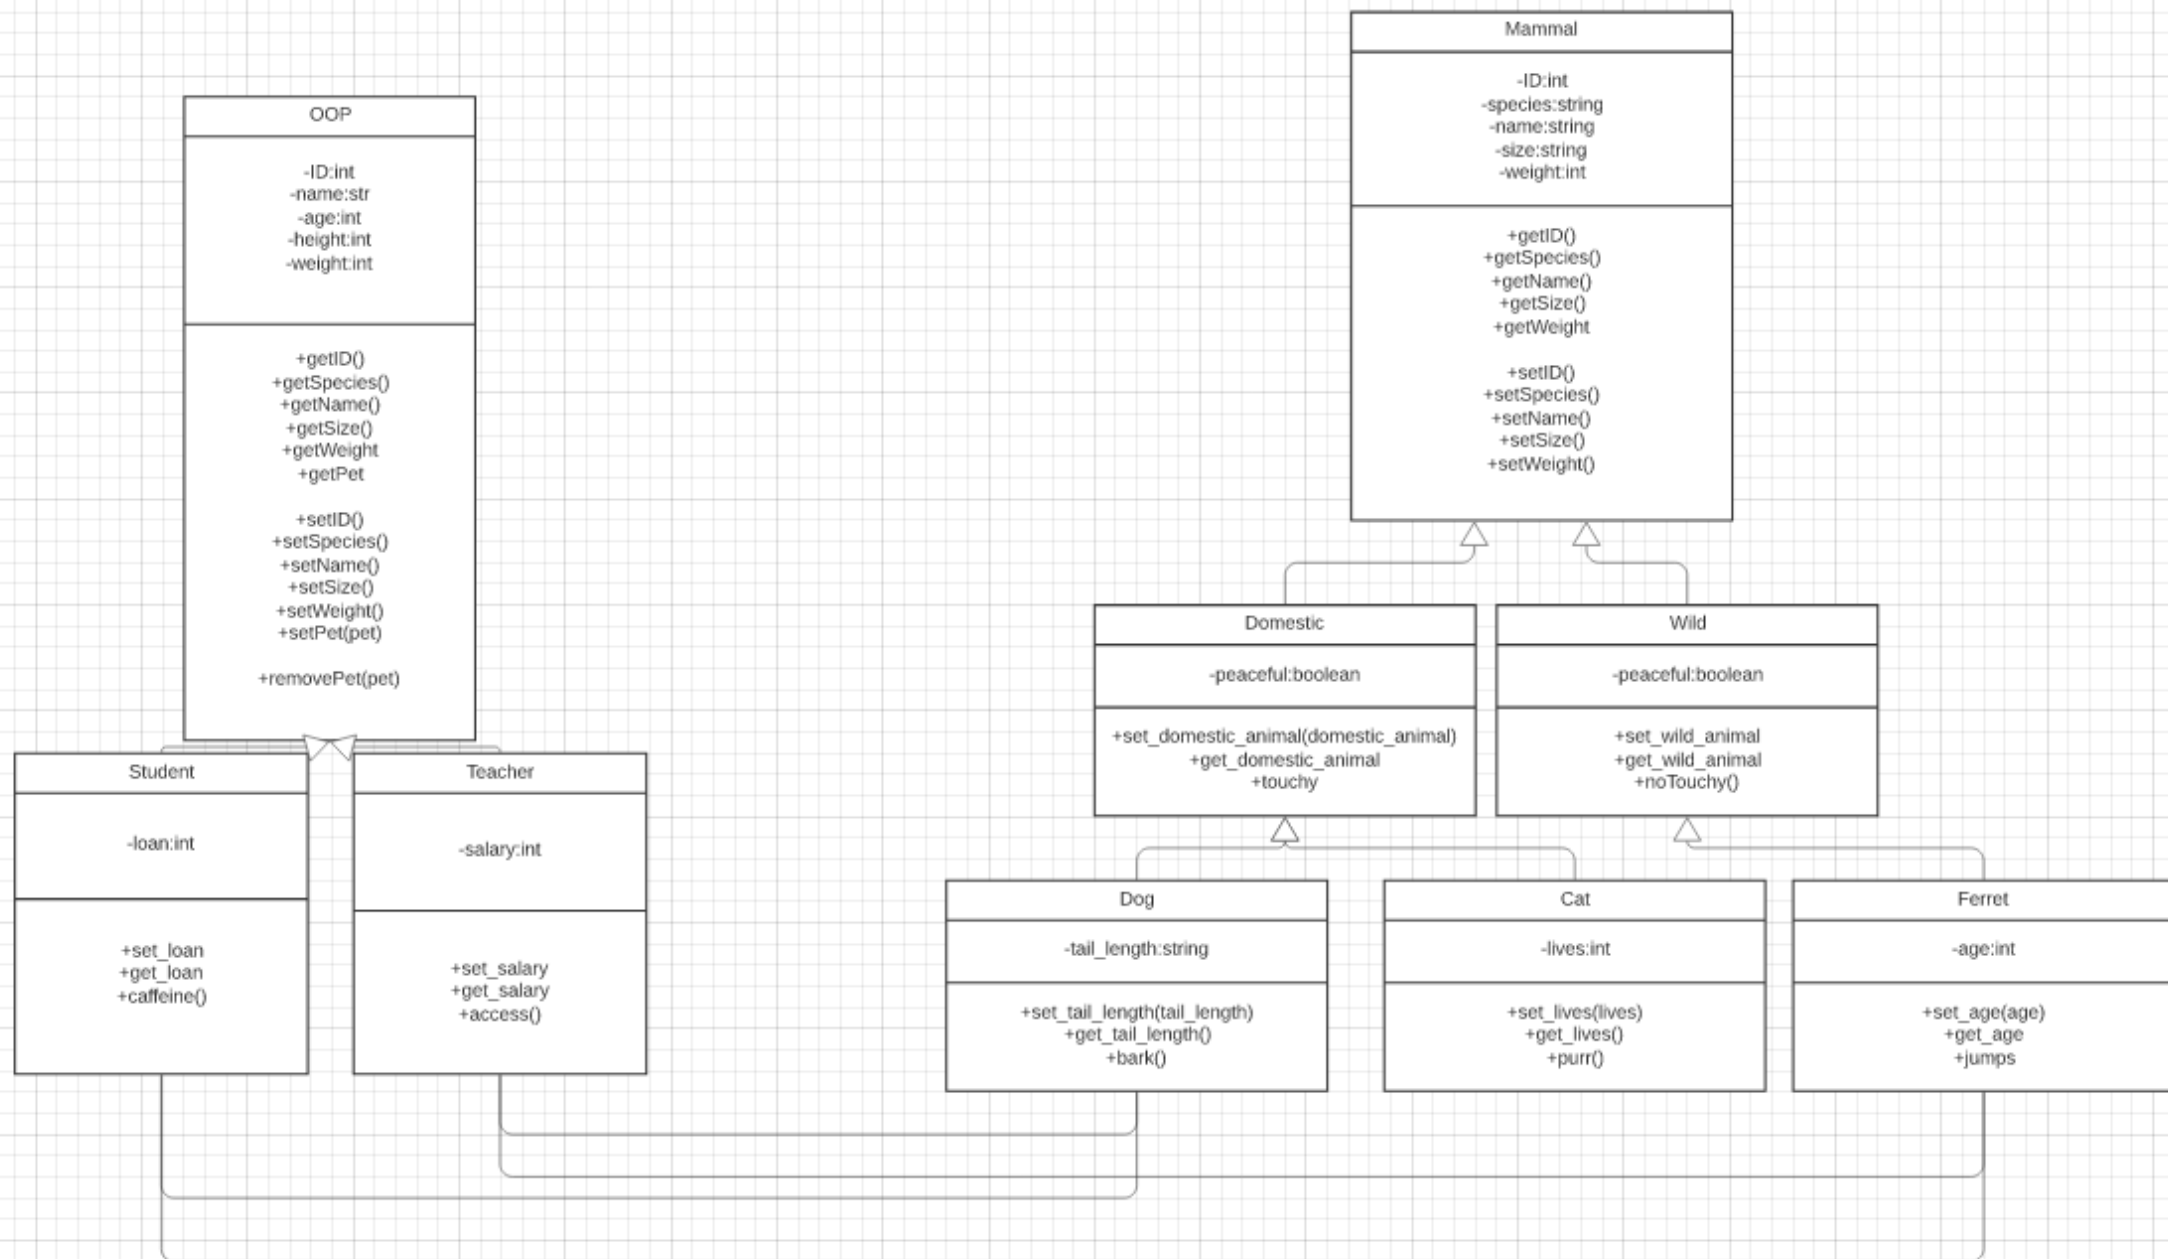 OOP
-ID:int
-name:str
-age:int
-height:int
-weight:int
+getID()
+getSpecies()
+getName()
+getSize()
+getWeight
+getPet
+setID()
+setSpecies()
+setName()
+setSize()
+setWeight()
+setPet(pet)
+removePet(pet)
Student
-loan:int
+set_loan
+get_loan
+caffeine()
Teacher
-salary:int
+set_salary
+get_salary
+access()
Mammal
-ID:int
-species:string
-name:string
-size:string
-weight:int
+getID()
+getSpecies()
+getName()
+getSize()
+getWeight
+setID()
+setSpecies()
+setName()
+setSize()
+setWeight()
Domestic
-peaceful:boolean
+set_domestic_animal(domestic_animal)
+get_domestic_animal
+touchy
Wild
-peaceful:boolean
+set_wild_animal
+get_wild_animal
+noTouchy()
Dog
-tail_length:string
+set_tail_length(tail_length)
+get_tail_length()
+bark()
Cat
-lives:int
+set_lives(lives)
+get_lives()
+purr()
Ferret
-age:int
+set_age(age)
+get_age
+jumps